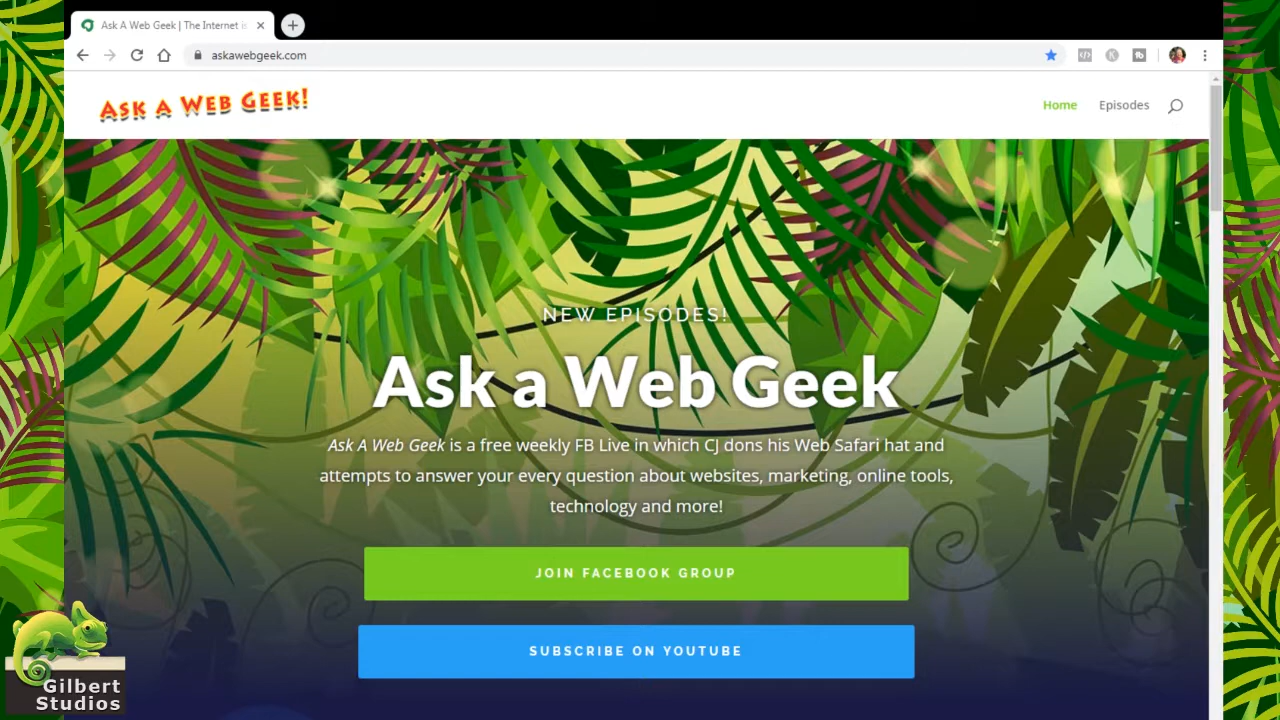 Ask A Web Geek | The Internet is
askawebgeek.com
ASK A WEB GEEK!
Home
Episodes
NEW EPISODES!
Ask a Web Geek
Ask A Web Geek is a free weekly FB Live in which CJ dons his Web Safari hat and
attempts to answer your every question about websites, marketing, online tools,
technology and more!
JOIN FACEBOOK GROUP
SUBSCRIBE ON YOUTUBE
Gilbert
Studios